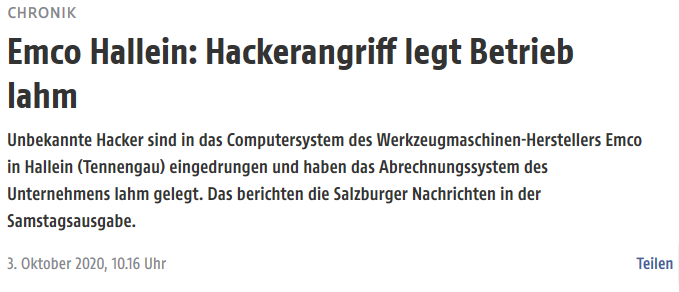 CHRONIK
Emco Hallein: Hackerangriff legt Betrieb
lahm
Unbekannte Hacker sind in das Computersystem des Werkzeugmaschinen-Herstellers Emco
in Hallein (Tennengau) eingedrungen und haben das Abrechnungssystem des
Unternehmens lahm gelegt. Das berichten die Salzburger Nachrichten in der
Samstagsausgabe.
3. Oktober 2020, 10.16 Uhr Teilen